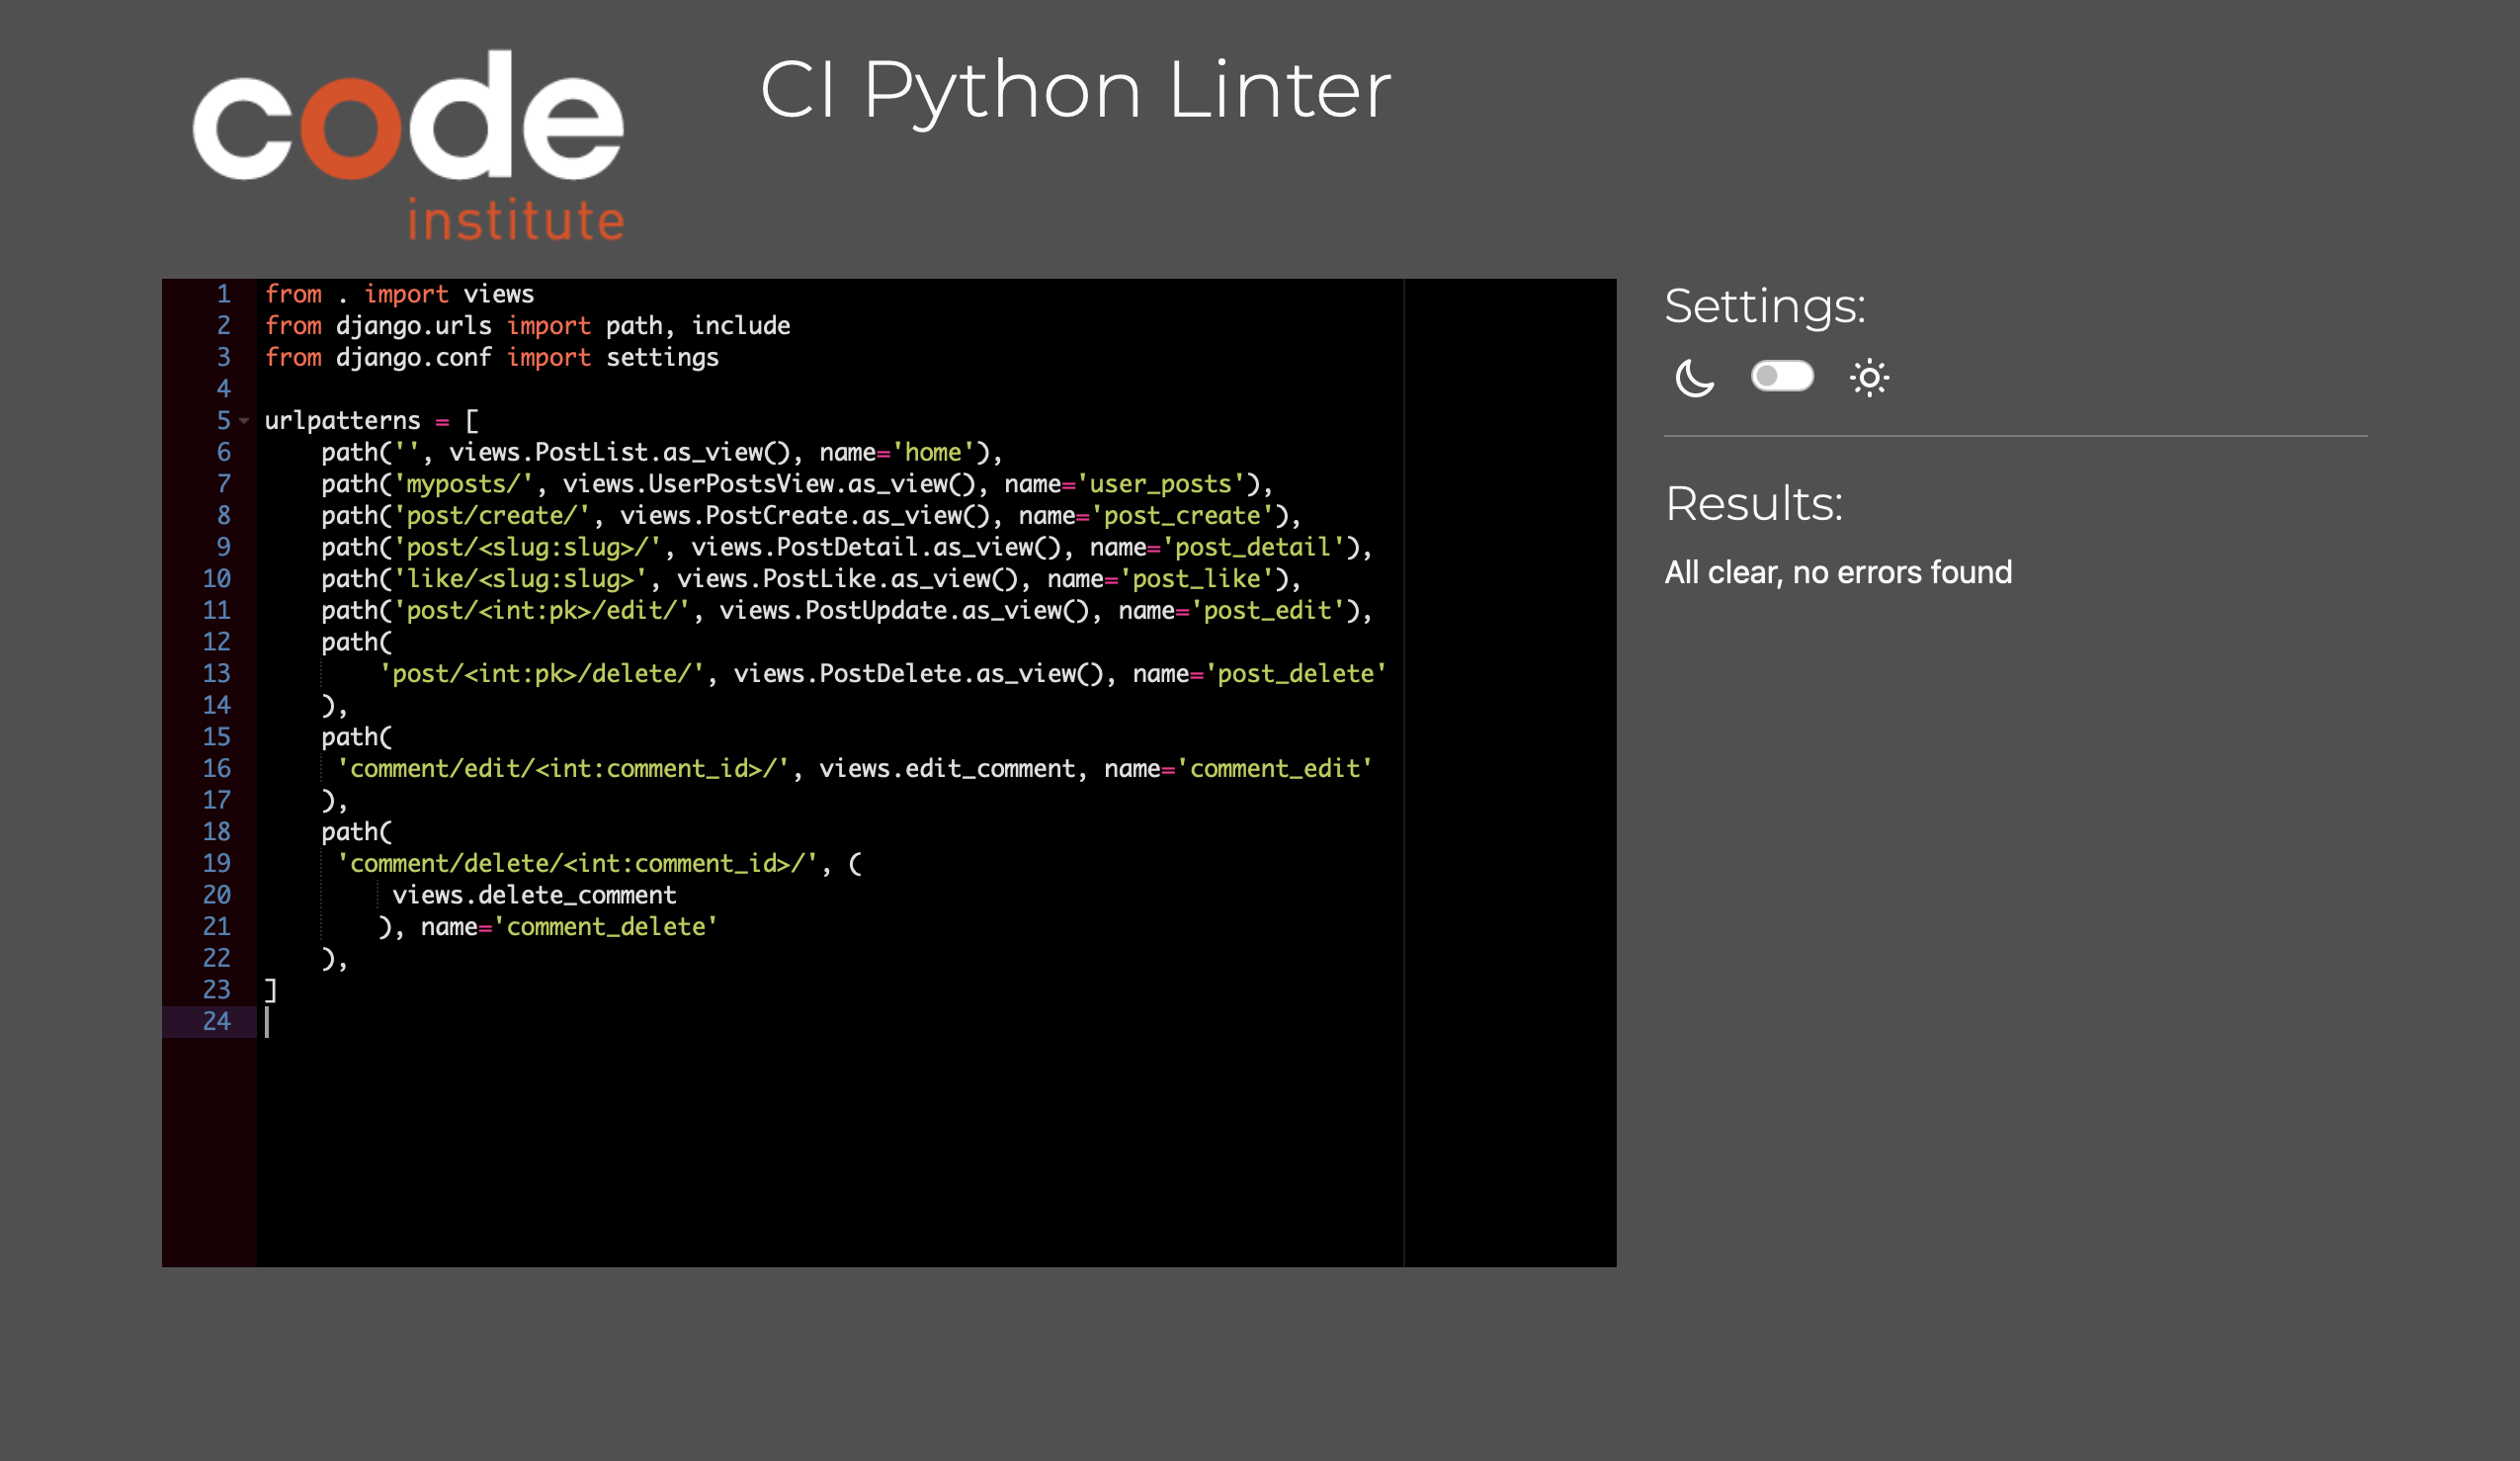 code
institute
CI Python Linter
1 from . import views
2 from django.urls import path, include
3 from django.conf import settings
4
5 urlpatterns = [
6     path('', views.PostList.as_view(), name='home'),
7     path('myposts/', views.UserPostsView.as_view(), name='user_posts'),
8     path('post/create/', views.PostCreate.as_view(), name='post_create'),
9     path('post/<slug:slug>/', views.PostDetail.as_view(), name='post_detail'),
10     path('like/<slug:slug>', views.PostLike.as_view(), name='post_like'),
11     path('post/<int:pk>/edit/', views.PostUpdate.as_view(), name='post_edit'),
12     path(
13         'post/<int:pk>/delete/', views.PostDelete.as_view(), name='post_delete'
14     ),
15     path(
16      'comment/edit/<int:comment_id>/', views.edit_comment, name='comment_edit'
17     ),
18     path(
19      'comment/delete/<int:comment_id>/', (
20          views.delete_comment
21         ), name='comment_delete'
22     ),
23 ]
24
Settings:
Results:
All clear, no errors found